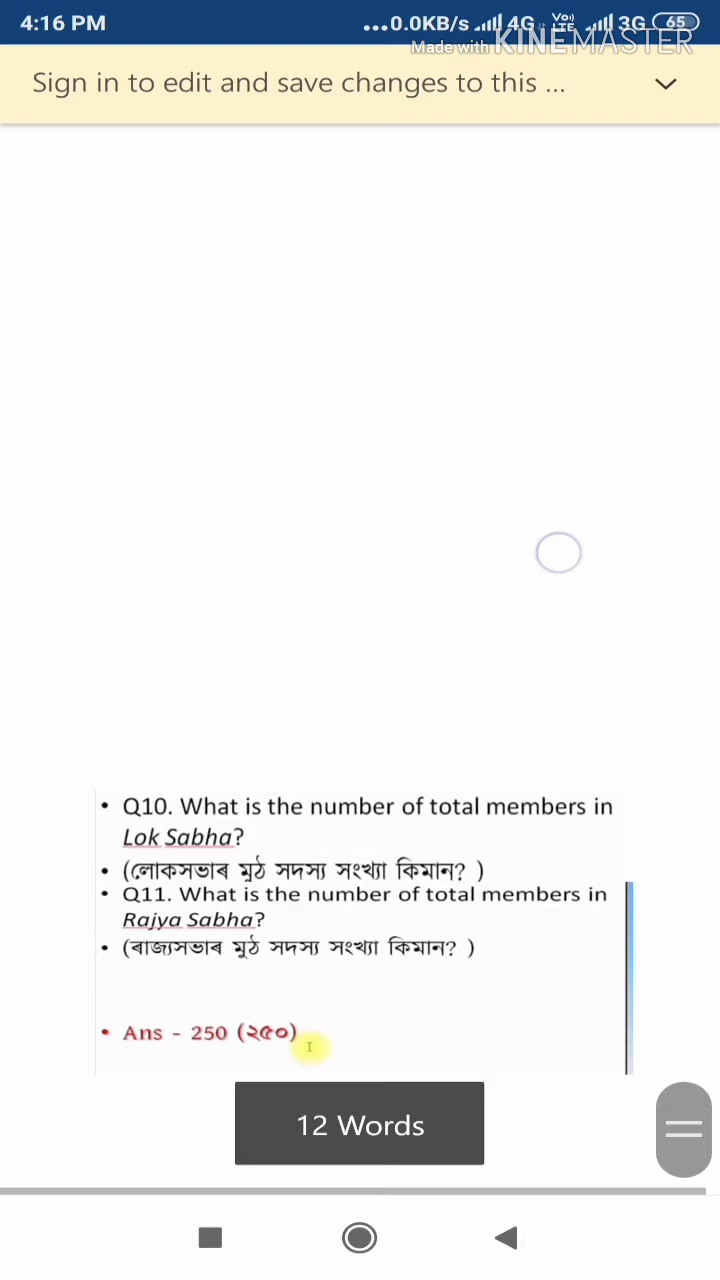 4:16 PM ...0.0KB/s 4G Vo) LTE 3G 65
Made with KINEMASTER
Sign in to edit and save changes to this ...
• Q10. What is the number of total members in
Lok Sabha?
• (লোকসভাৰ মুঠ সদস্য সংখ্যা কিমান? )
• Q11. What is the number of total members in
Rajya Sabha?
• (ৰাজ্যসভাৰ মুঠ সদস্য সংখ্যা কিমান? )
• Ans - 250 (২৫০)
12 Words